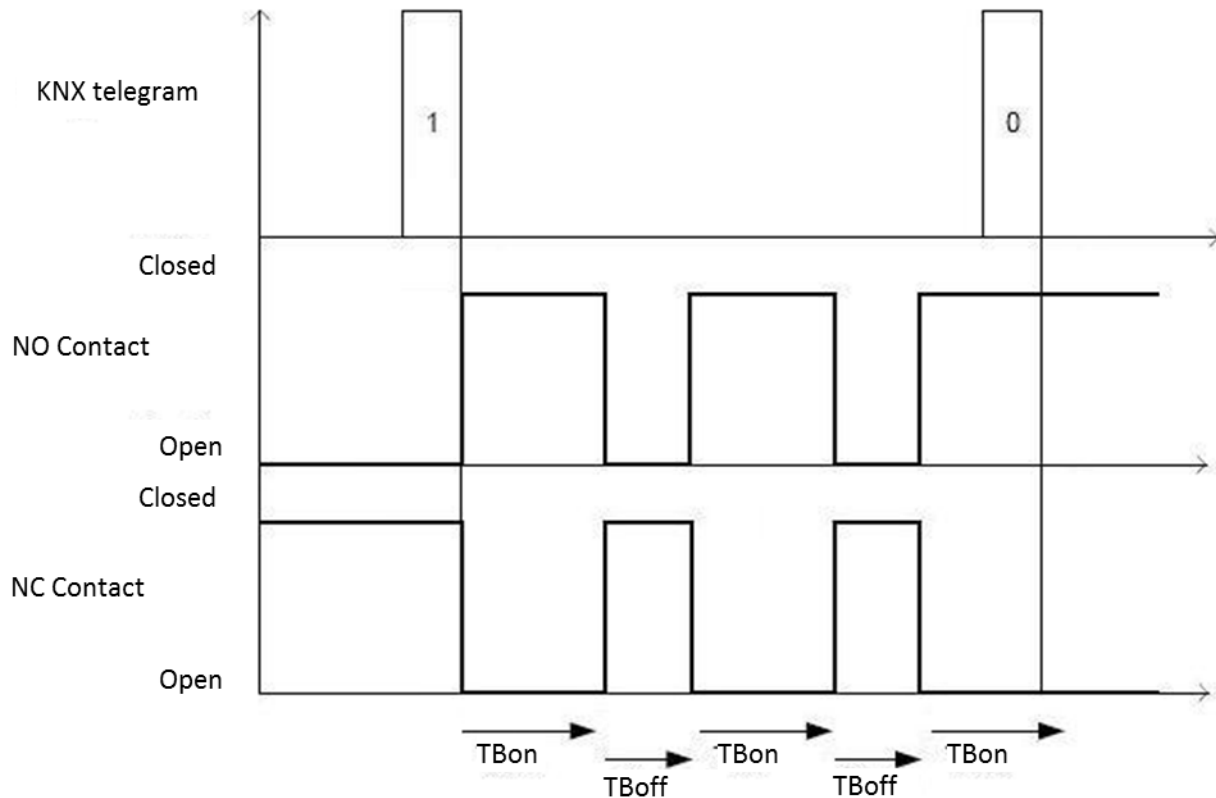 KNX telegram
1
0
Closed
NO Contact
Open
Closed
NC Contact
Open
TBon
TBoff
TBon
TBoff
TBon